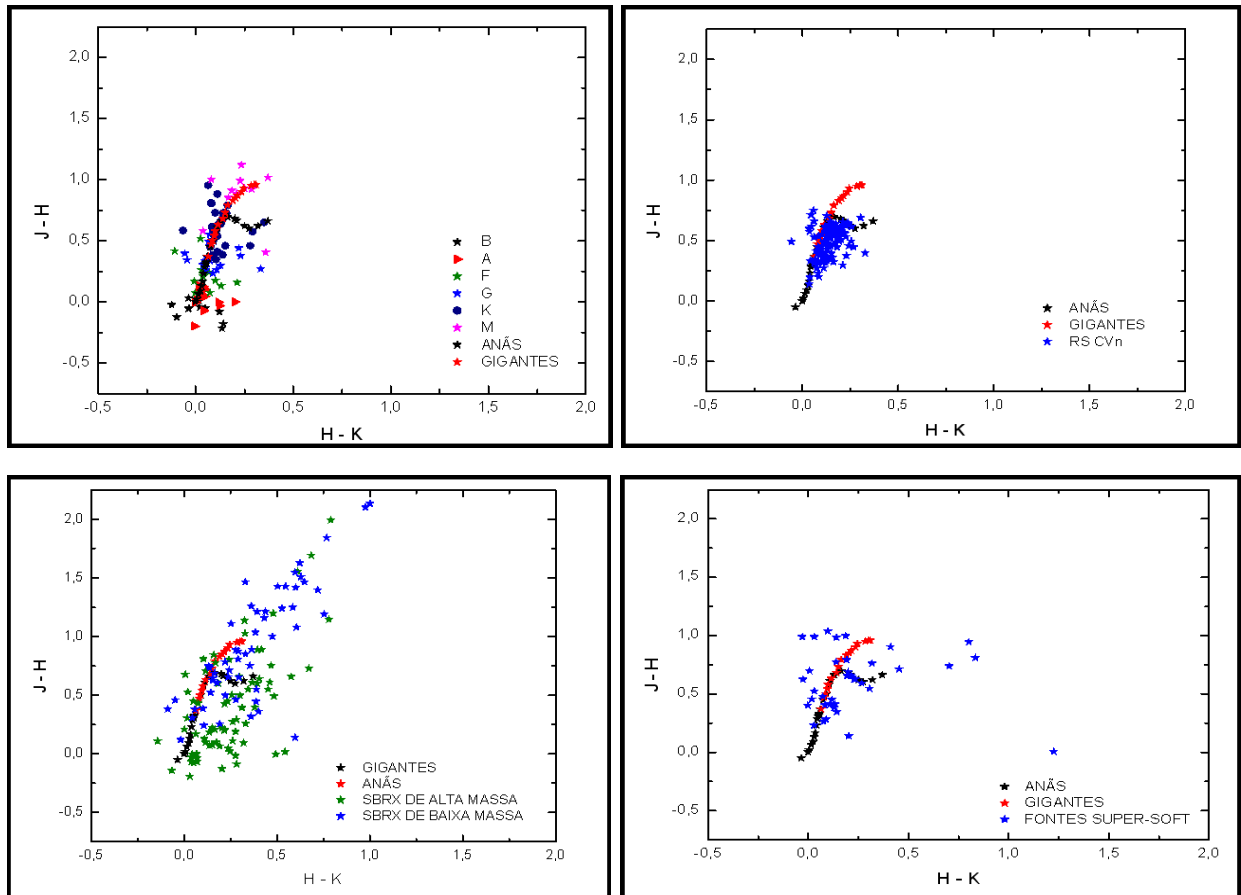 2,0
1,5
1,0
0,5
0,0
-0,5
J - H
B
A
F
G
K
M
ANÃS
GIGANTES
-0,5 0,0 0,5 1,0 1,5 2,0
H - K
2,0
1,5
1,0
0,5
0,0
-0,5
J - H
ANÃS
GIGANTES
RS CVn
-0,5 0,0 0,5 1,0 1,5 2,0
H - K
2,0
1,5
1,0
0,5
0,0
-0,5
J - H
GIGANTES
ANÃS
SBRX DE ALTA MASSA
SBRX DE BAIXA MASSA
-0,5 0,0 0,5 1,0 1,5 2,0
H - K
2,0
1,5
1,0
0,5
0,0
-0,5
J - H
ANÃS
GIGANTES
FONTES SUPER-SOFT
-0,5 0,0 0,5 1,0 1,5 2,0
H - K